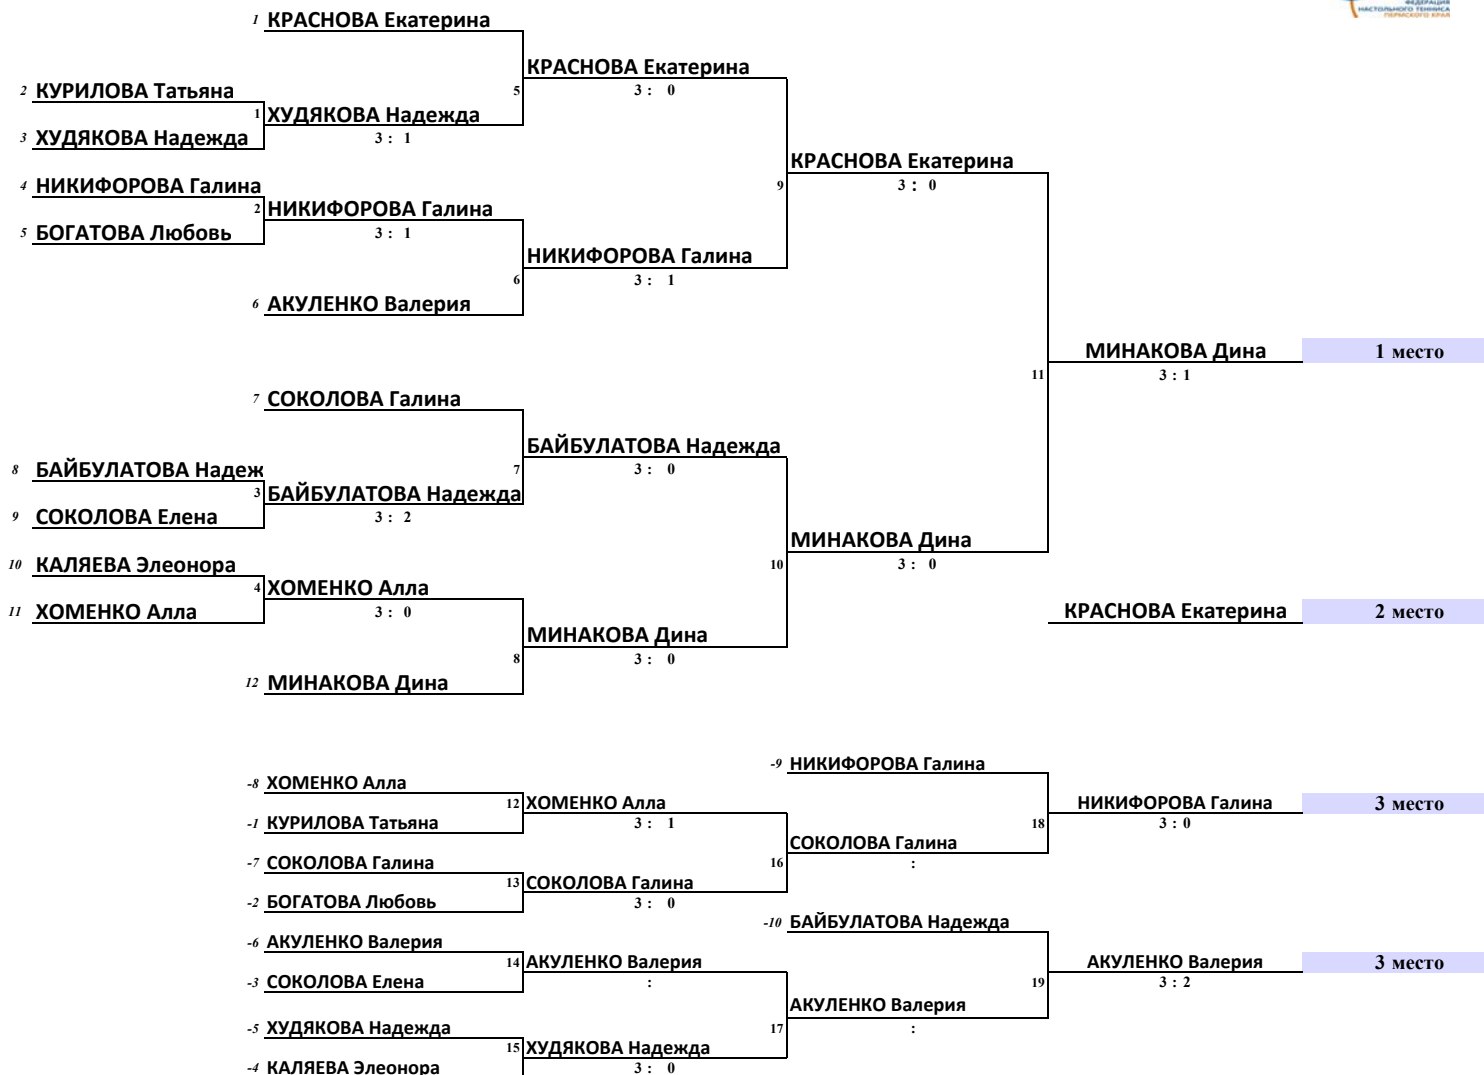 ФЕДЕРАЦИЯ
НАСТОЛЬНОГО ТЕННИСА
ПЕРМСКОГО КРАЯ
1 КРАСНОВА Екатерина
КРАСНОВА Екатерина
2 КУРИЛОВА Татьяна
5
3 : 0
1 ХУДЯКОВА Надежда
3 ХУДЯКОВА Надежда
3 : 1
КРАСНОВА Екатерина
4 НИКИФОРОВА Галина
9
3 : 0
2 НИКИФОРОВА Галина
5 БОГАТОВА Любовь
3 : 1
НИКИФОРОВА Галина
6
3 : 1
6 АКУЛЕНКО Валерия
МИНАКОВА Дина
1 место
11
3 : 1
7 СОКОЛОВА Галина
БАЙБУЛАТОВА Надежда
8 БАЙБУЛАТОВА Надеж
7
3 : 0
3 БАЙБУЛАТОВА Надежда
9 СОКОЛОВА Елена
3 : 2
МИНАКОВА Дина
10 КАЛЯЕВА Элеонора
10
3 : 0
4 ХОМЕНКО Алла
11 ХОМЕНКО Алла
3 : 0
КРАСНОВА Екатерина
2 место
МИНАКОВА Дина
8
3 : 0
12 МИНАКОВА Дина
-9 НИКИФОРОВА Галина
-8 ХОМЕНКО Алла
12 ХОМЕНКО Алла
НИКИФОРОВА Галина
3 место
-1 КУРИЛОВА Татьяна
3 : 1
18
3 : 0
СОКОЛОВА Галина
-7 СОКОЛОВА Галина
16
:
13 СОКОЛОВА Галина
-2 БОГАТОВА Любовь
3 : 0
-10 БАЙБУЛАТОВА Надежда
-6 АКУЛЕНКО Валерия
14 АКУЛЕНКО Валерия
АКУЛЕНКО Валерия
3 место
-3 СОКОЛОВА Елена
:
19
3 : 2
АКУЛЕНКО Валерия
-5 ХУДЯКОВА Надежда
17
:
15 ХУДЯКОВА Надежда
-4 КАЛЯЕВА Элеонора
3 : 0